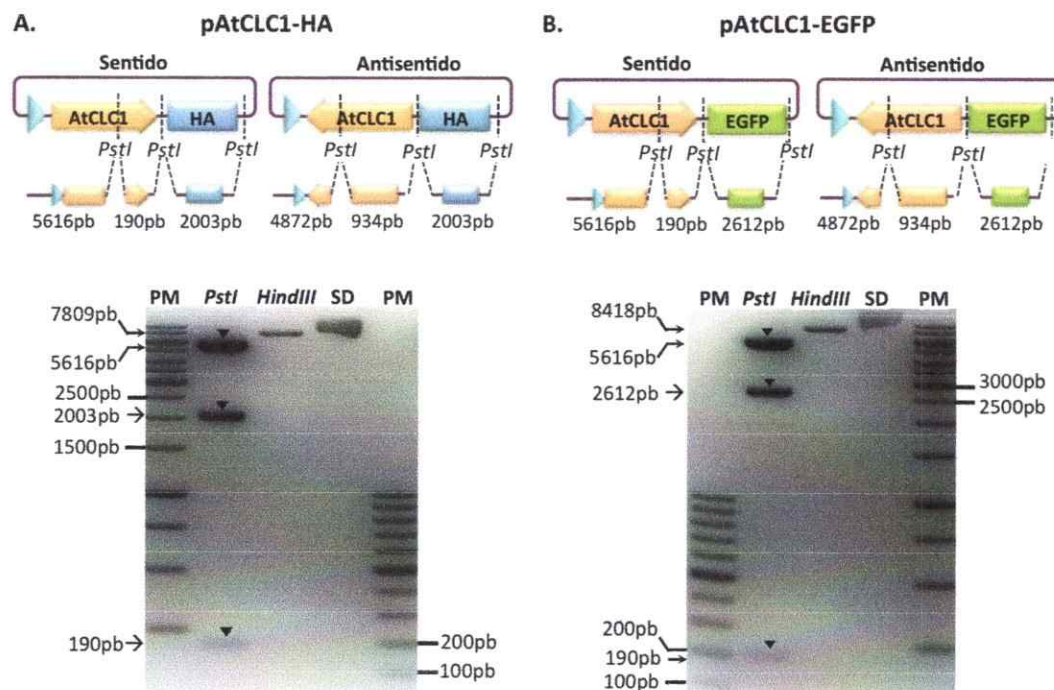 A. pAtCLC1-HA
Sentido Antisentido
AtCLC1 HA AtCLC1 HA
PstI PstI PstI PstI PstI PstI
5616pb 190pb 2003pb 4872pb 934pb 2003pb
PM PstI HindIII SD PM
7809pb
5616pb
2500pb
2003pb
1500pb
190pb
200pb
100pb
B. pAtCLC1-EGFP
Sentido Antisentido
AtCLC1 EGFP AtCLC1 EGFP
PstI PstI PstI PstI PstI
5616pb 190pb 2612pb 4872pb 934pb 2612pb
PM PstI HindIII SD PM
8418pb
5616pb
2612pb
3000pb
2500pb
200pb
190pb
100pb